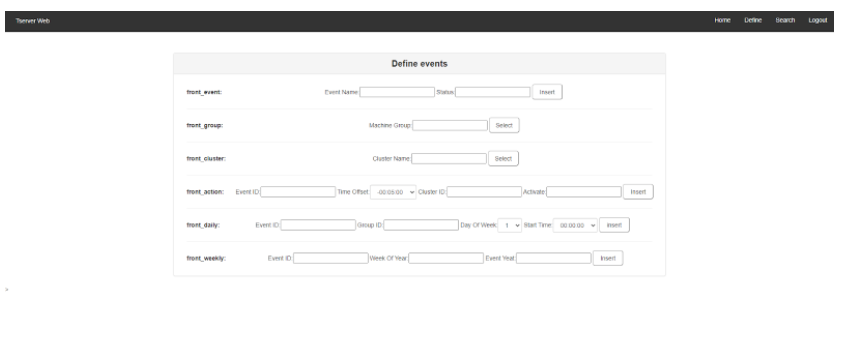 Tserver Web Home Define Search Logout
Define events
front_event: Event Name: Status: Insert
front_group: Machine Group: Select
front_cluster: Cluster Name: Select
front_action: Event ID: Time Offset: -00:05:00 Cluster ID: Activate: Insert
front_daily: Event ID: Group ID: Day Of Week: 1 Start Time: 00:00:00 Insert
front_weekly: Event ID: Week Of Year: Event Year: Insert